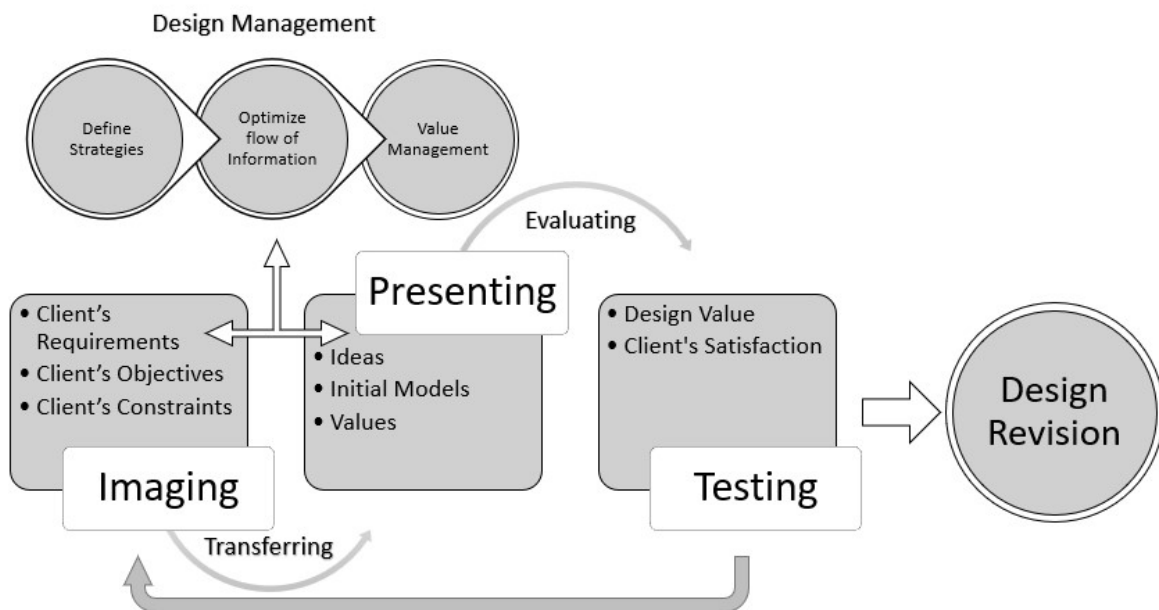 Design Management
Define
Strategies
Optimize
flow of
Information
Value
Management
Evaluating
Presenting
• Client’s
Requirements
• Client’s Objectives
• Client’s Constraints
Imaging
• Ideas
• Initial Models
• Values
Transferring
• Design Value
• Client's Satisfaction
Testing
Design
Revision